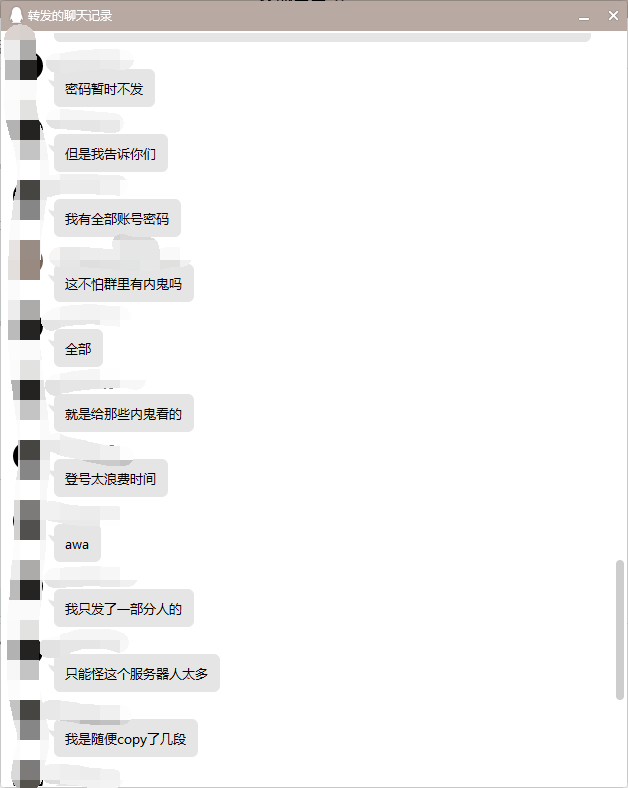 转发的聊天记录
密码暂时不发
但是我告诉你们
我有全部账号密码
这不怕群里有内鬼吗
全部
就是给那些内鬼看的
登号太浪费时间
awa
我只发了一部分人的
只能怪这个服务器人太多
我是随便copy了几段